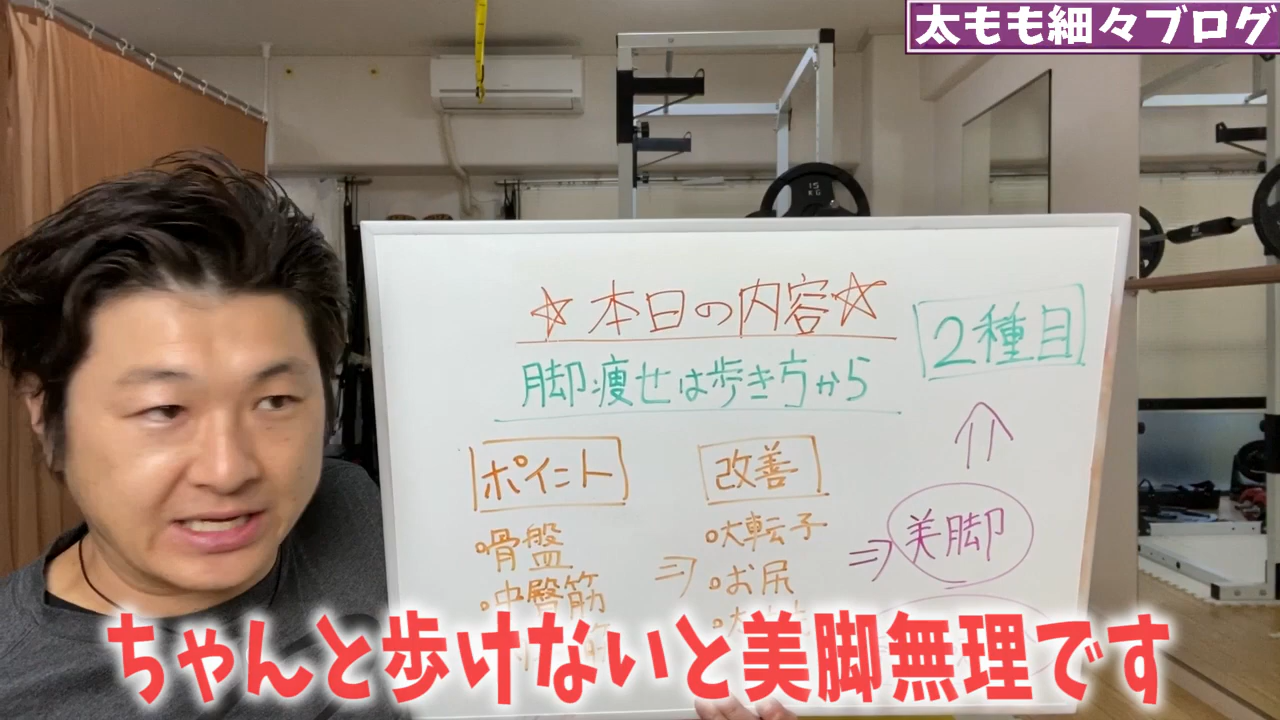 太もも細々ブログ
15
KG
☆本日の内容☆
脚痩せは歩き方から
2種目
ポイント
・骨盤
・中臀筋
改善
⇒
・大転子
・お尻
⇒
美脚
ちゃんと歩けないと美脚無理です